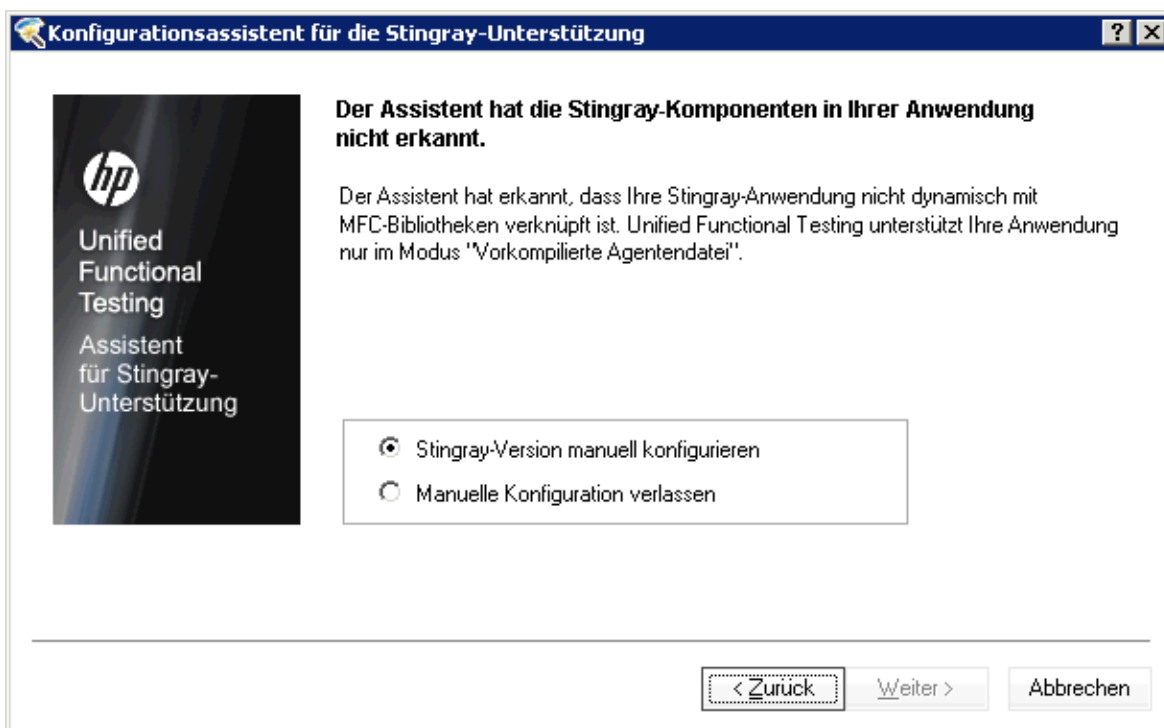 Konfigurationsassistent für die Stingray-Unterstützung
?
hp
Unified
Functional
Testing
Assistent
für Stingray-
Unterstützung
Der Assistent hat die Stingray-Komponenten in Ihrer Anwendung
nicht erkannt.
Der Assistent hat erkannt, dass Ihre Stingray-Anwendung nicht dynamisch mit
MFC-Bibliotheken verknüpft ist. Unified Functional Testing unterstützt Ihre Anwendung
nur im Modus "Vorkompilierte Agentendatei".
Stingray-Version manuell konfigurieren
Manuelle Konfiguration verlassen
< Zurück
Weiter >
Abbrechen